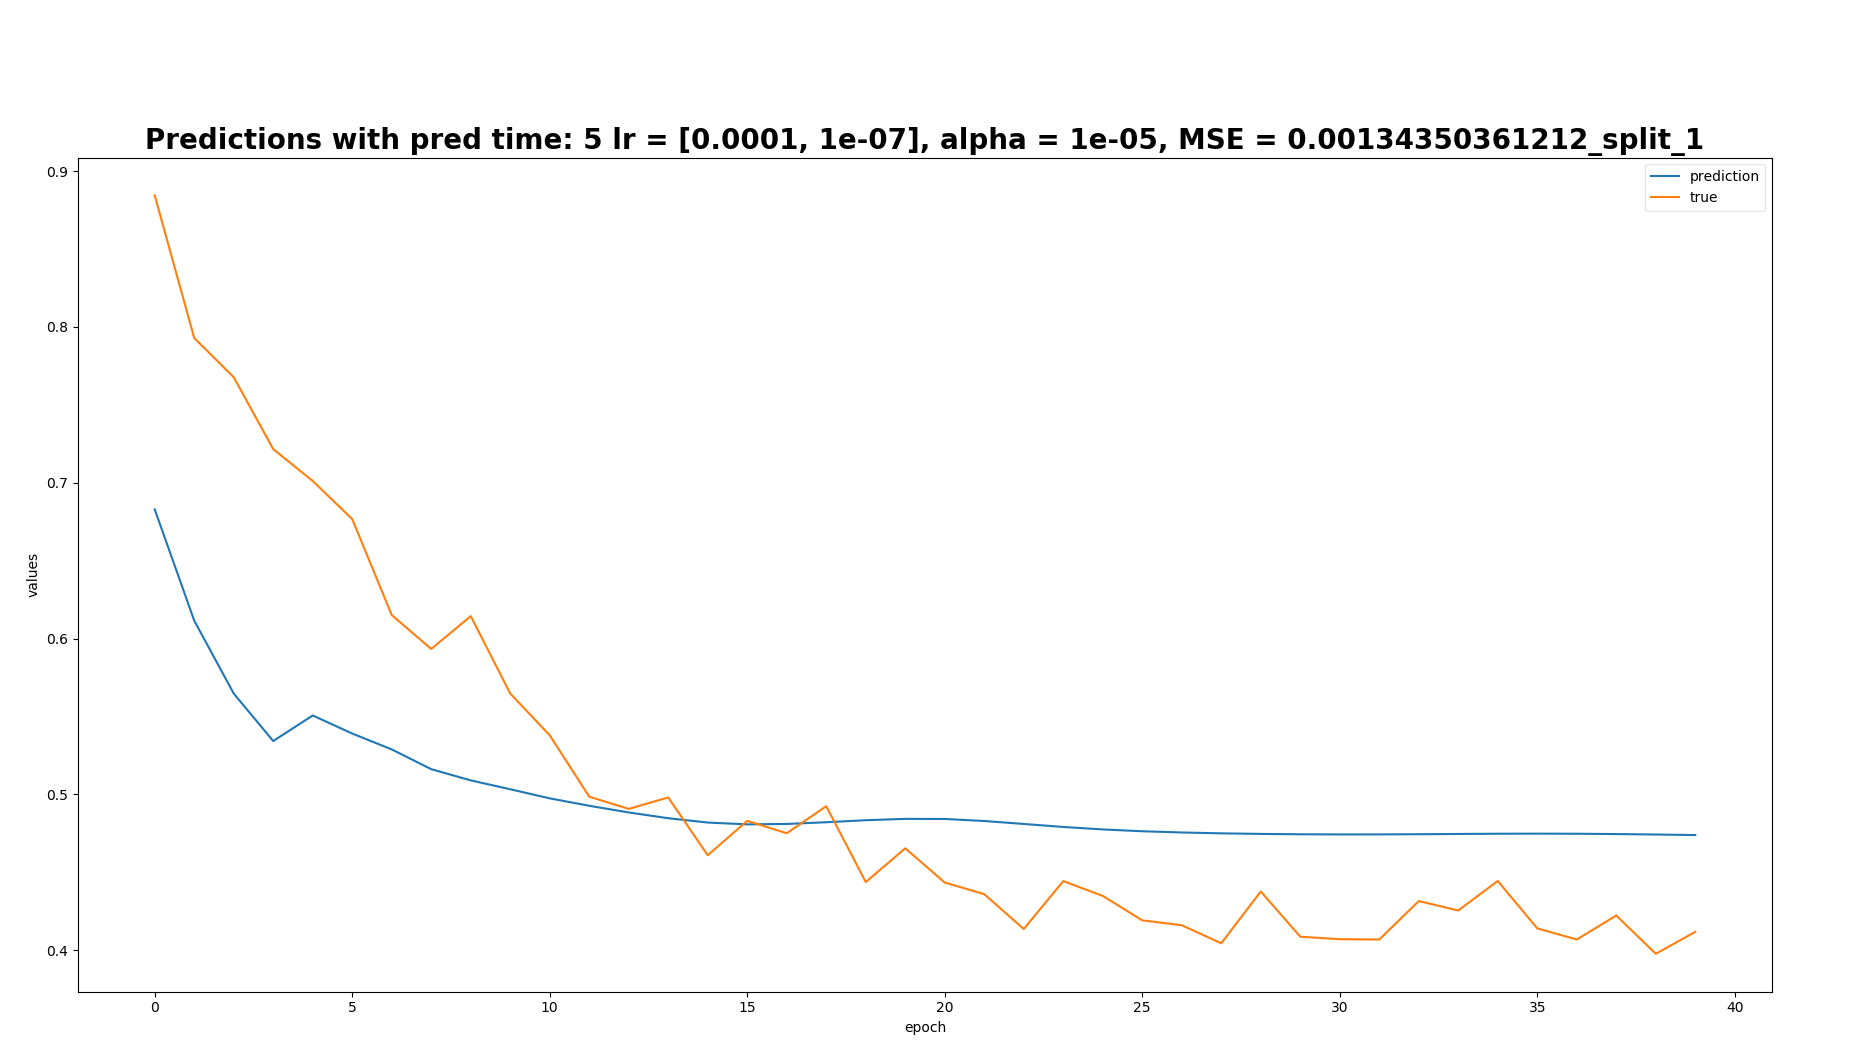 Predictions with pred time: 5 lr = [0.0001, 1e-07], alpha = 1e-05, MSE = 0.00134350361212_split_1
prediction
true
0.9
0.8
0.7
0.6
0.5
0.4
values
0 5 10 15 20 25 30 35 40
epoch